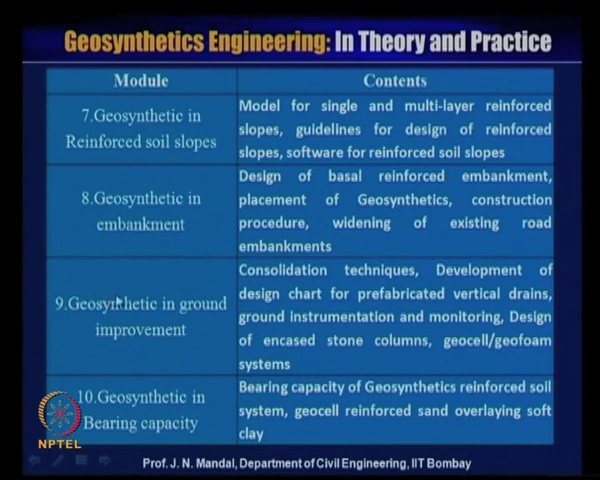 Geosynthetics Engineering: In Theory and Practice
Module
Contents
7.Geosynthetic in
Reinforced soil slopes
Model for single and multi-layer reinforced
slopes, guidelines for design of reinforced
slopes, software for reinforced soil slopes
8.Geosynthetic in
embankment
Design of basal reinforced embankment,
placement of Geosynthetics, construction
procedure, widening of existing road
embankments
9.Geosynthetic in ground
improvement
Consolidation techniques, Development of
design chart for prefabricated vertical drains,
ground instrumentation and monitoring, Design
of encased stone columns, geocell/geofoam
systems
10.Geosynthetic in
Bearing capacity
Bearing capacity of Geosynthetics reinforced soil
system, geocell reinforced sand overlaying soft
clay
NPTEL
Prof. J. N. Mandal, Department of Civil Engineering, IIT Bombay